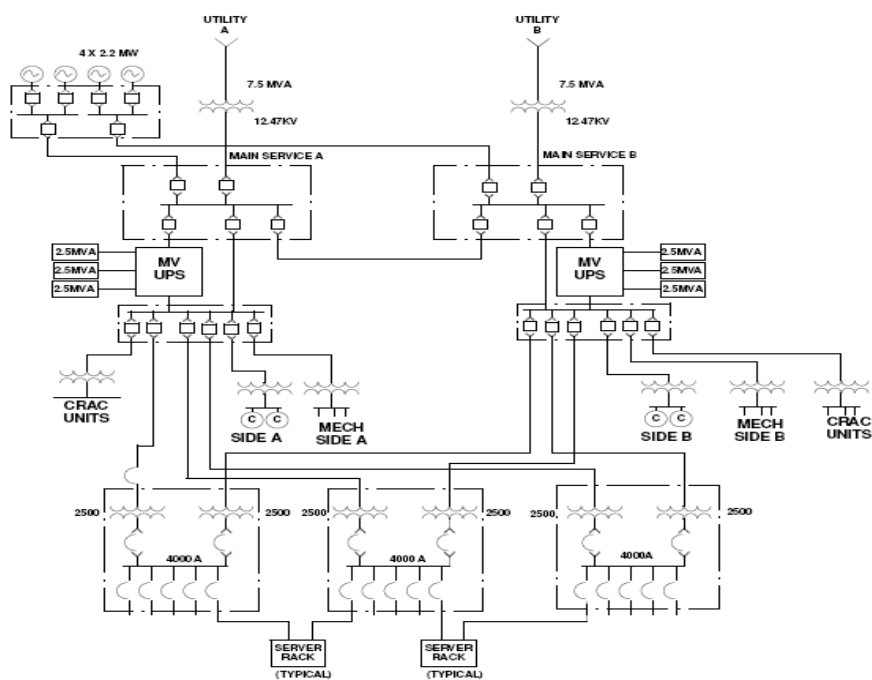 UTILITY
A
UTILITY
B
4 X 2.2 MW
7.5 MVA
7.5 MVA
12.47KV
12.47KV
MAIN SERVICE A
MAIN SERVICE B
2.5MVA
2.5MVA
2.5MVA
MV
UPS
MV
UPS
2.5MVA
2.5MVA
2.5MVA
CRAC
UNITS
C C
SIDE A
MECH
SIDE A
C C
SIDE B
MECH
SIDE B
CRAC
UNITS
2500
2500
2500
2500
2500
2500
4000 A
4000 A
4000A
SERVER
RACK
(TYPICAL)
SERVER
RACK
(TYPICAL)